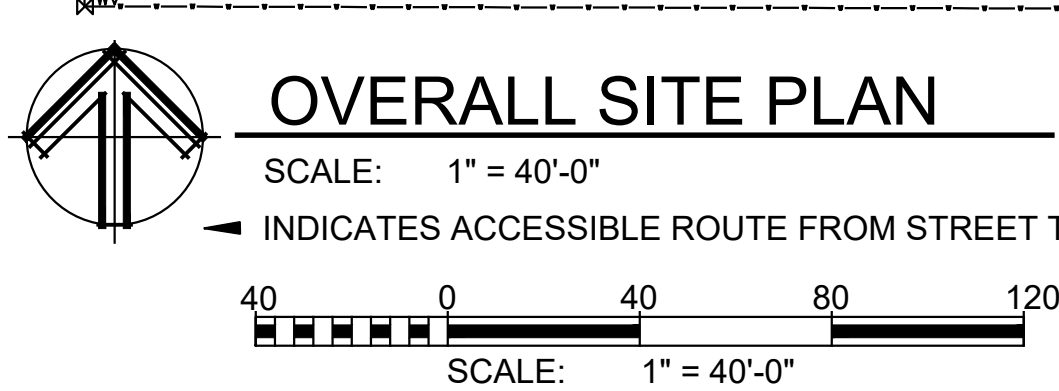 OVERALL SITE PLAN
SCALE: 1" = 40'-0"
INDICATES ACCESSIBLE ROUTE FROM STREET T
40 0 40 80 120
SCALE: 1" = 40'-0"